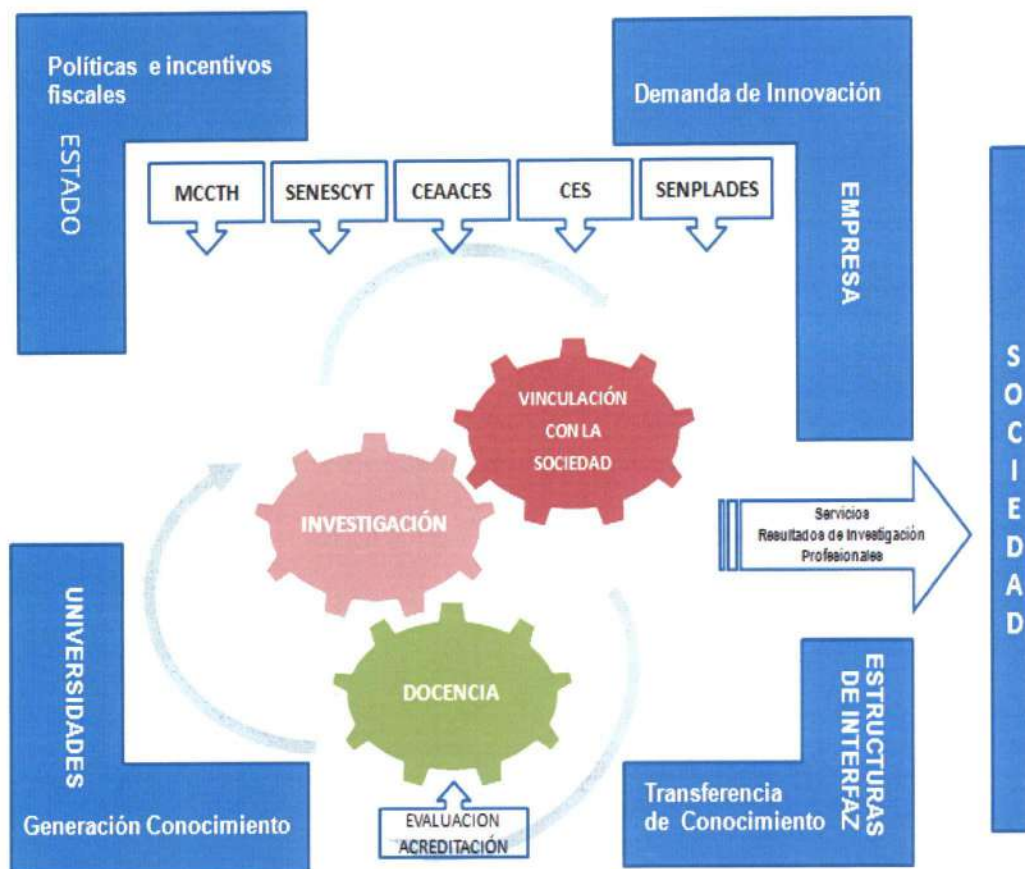 Políticas e incentivos
fiscales
ESTADO
Demanda de Innovación
EMPRESA
MCCTH
SENESCYT
CEAACES
CES
SENPLADES
VINCULACIÓN
CON LA
SOCIEDAD
INVESTIGACIÓN
DOCENCIA
Servicios
Resultados de Investigación
Profesionales
SOCIEDAD
UNIVERSIDADES
Generación Conocimiento
EVALUACION
ACREDITACIÓN
Transferencia
de Conocimiento
ESTRUCTURAS
DE INTERFAZ